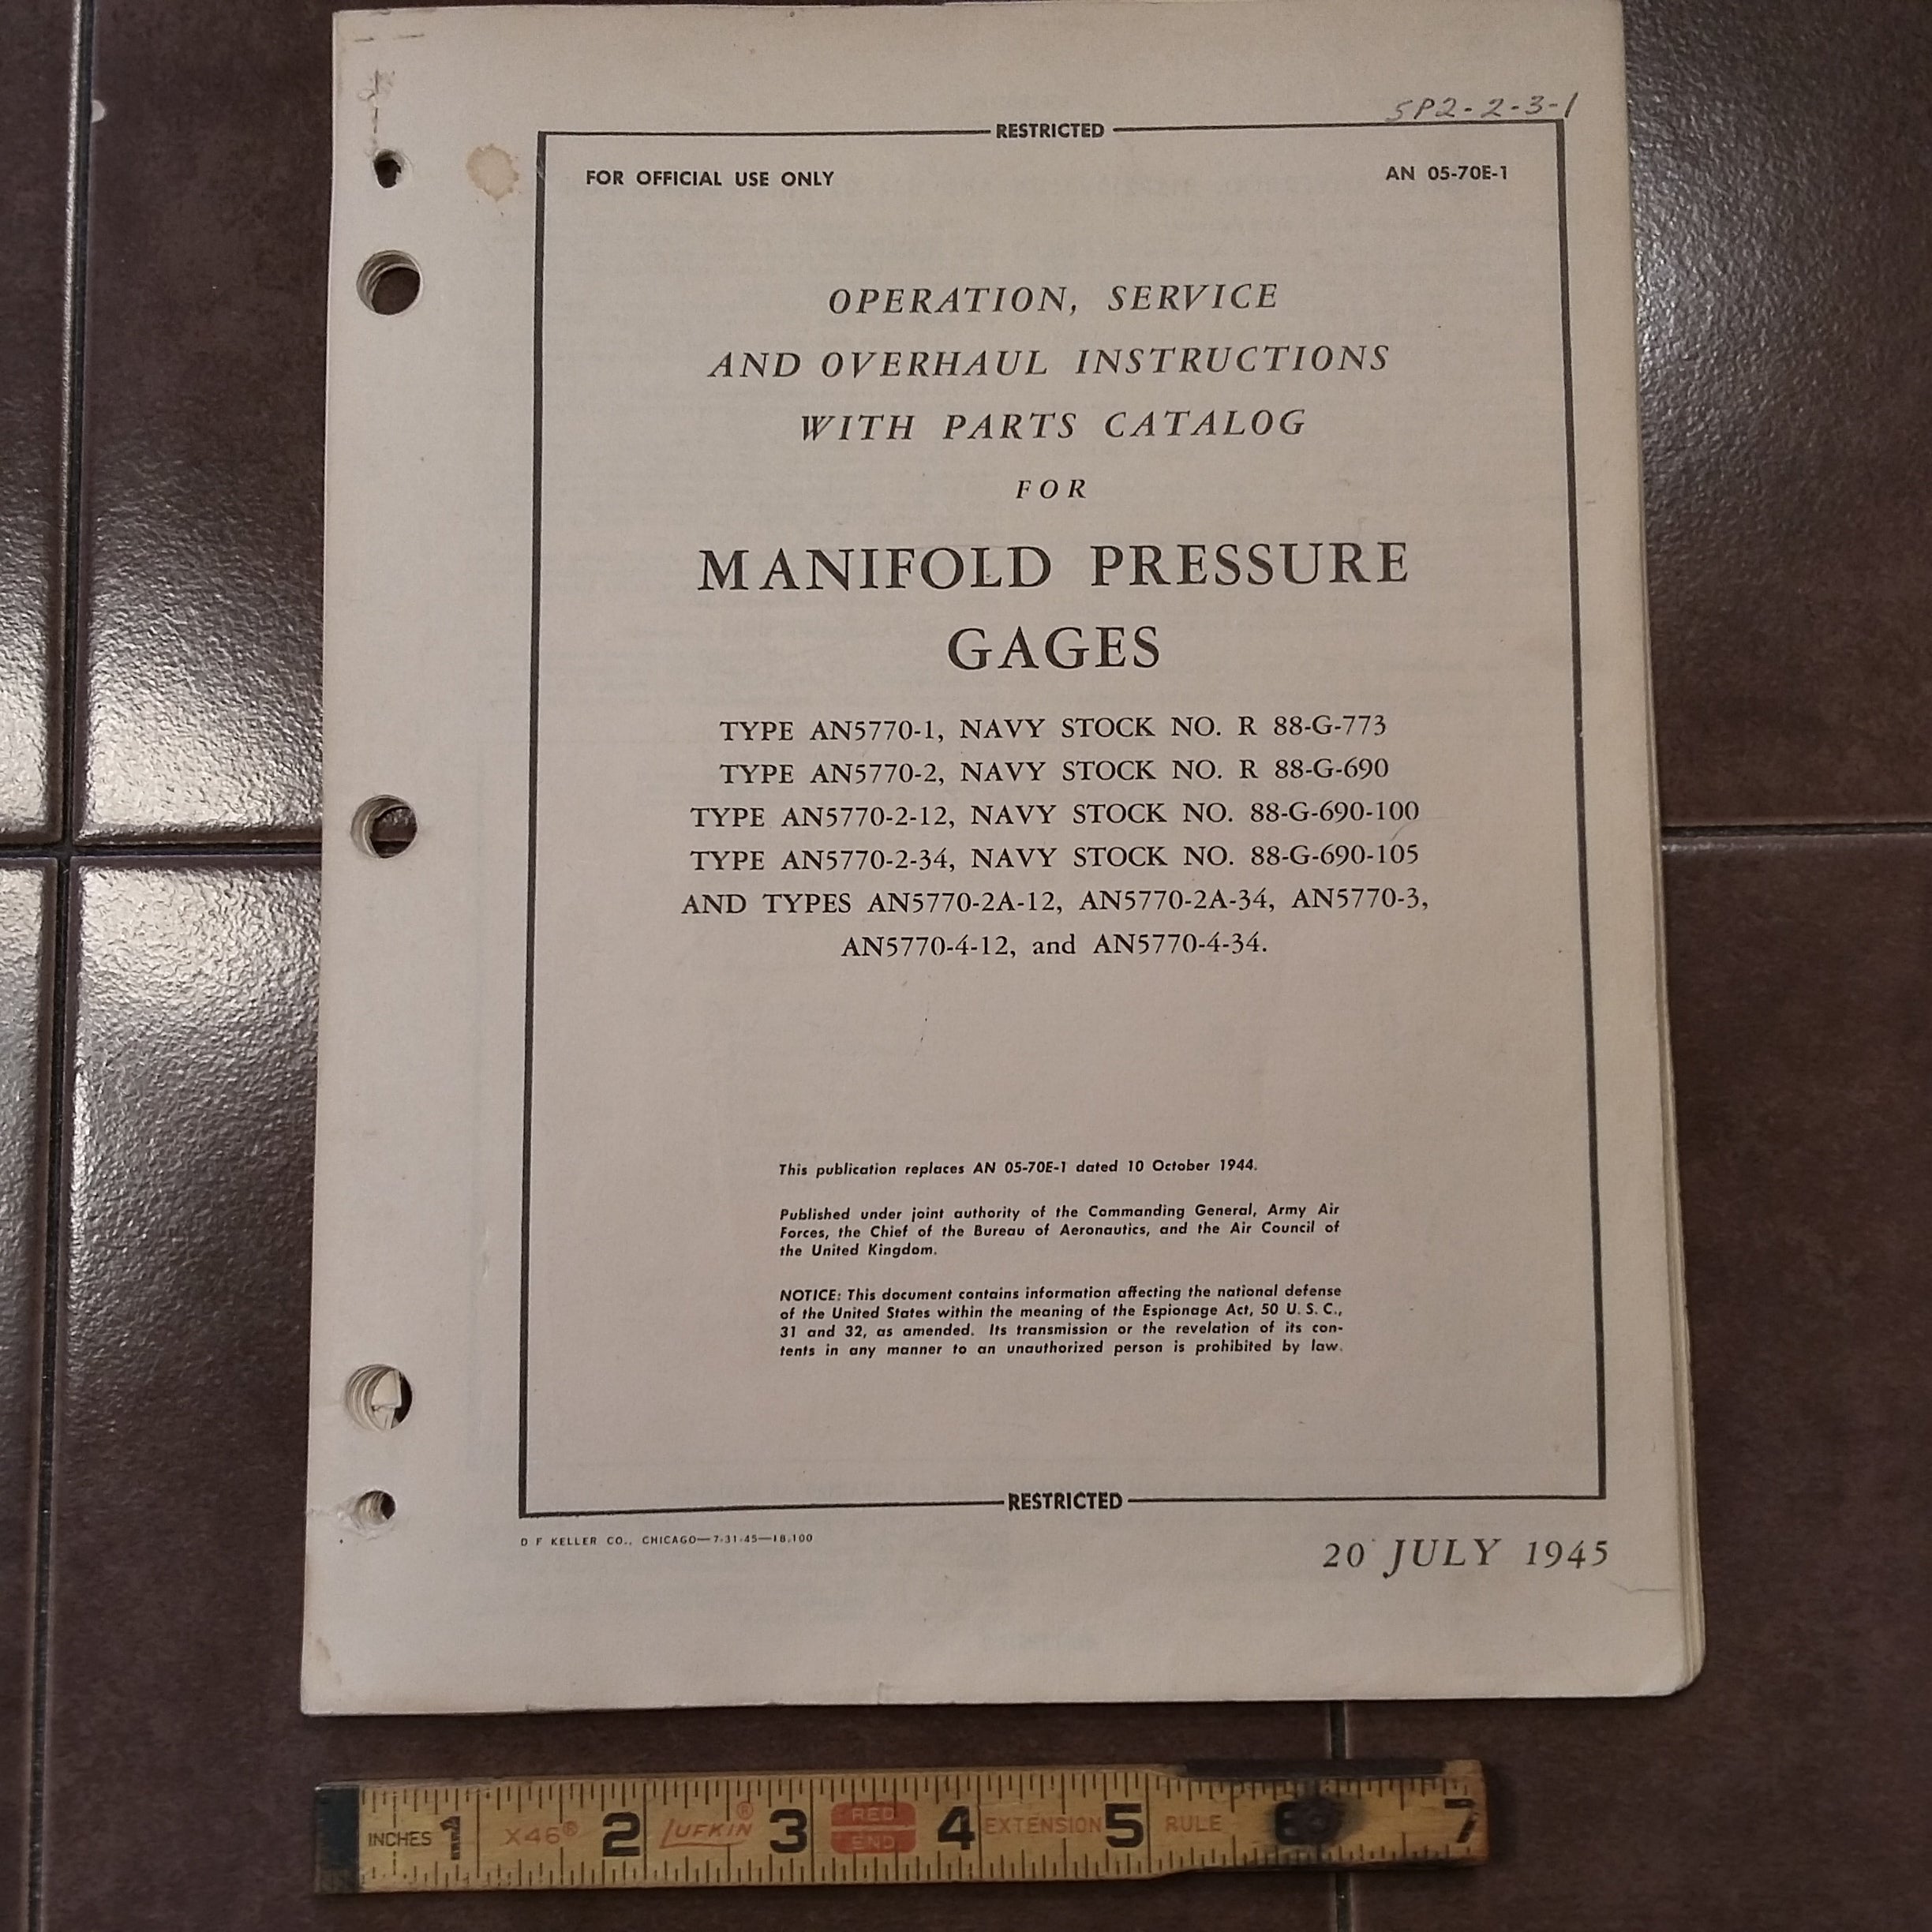 5P2-2-3-1
RESTRICTED
FOR OFFICIAL USE ONLY
AN 05-70E-1
OPERATION, SERVICE
AND OVERHAUL INSTRUCTIONS
WITH PARTS CATALOG
FOR
MANIFOLD PRESSURE
GAGES
TYPE AN5770-1, NAVY STOCK NO. R 88-G-773
TYPE AN5770-2, NAVY STOCK NO. R 88-G-690
TYPE AN5770-2-12, NAVY STOCK NO. 88-G-690-100
TYPE AN5770-2-34, NAVY STOCK NO. 88-G-690-105
AND TYPES AN5770-2A-12, AN5770-2A-34, AN5770-3,
AN5770-4-12, and AN5770-4-34.
This publication replaces AN 05-70E-1 dated 10 October 1944.
Published under joint authority of the Commanding General, Army Air
Forces, the Chief of the Bureau of Aeronautics, and the Air Council of
the United Kingdom.
NOTICE: This document contains information affecting the national defense
of the United States within the meaning of the Espionage Act, 50 U. S. C.,
31 and 32, as amended. Its transmission or the revelation of its con-
tents in any manner to an unauthorized person is prohibited by law.
RESTRICTED
D F KELLER CO., CHICAGO—7-31-45—18,100
20 JULY 1945
INCHES 1 X46® 2 LUFKIN® 3 RED END 4 EXTENSION 5 RULE 6 7